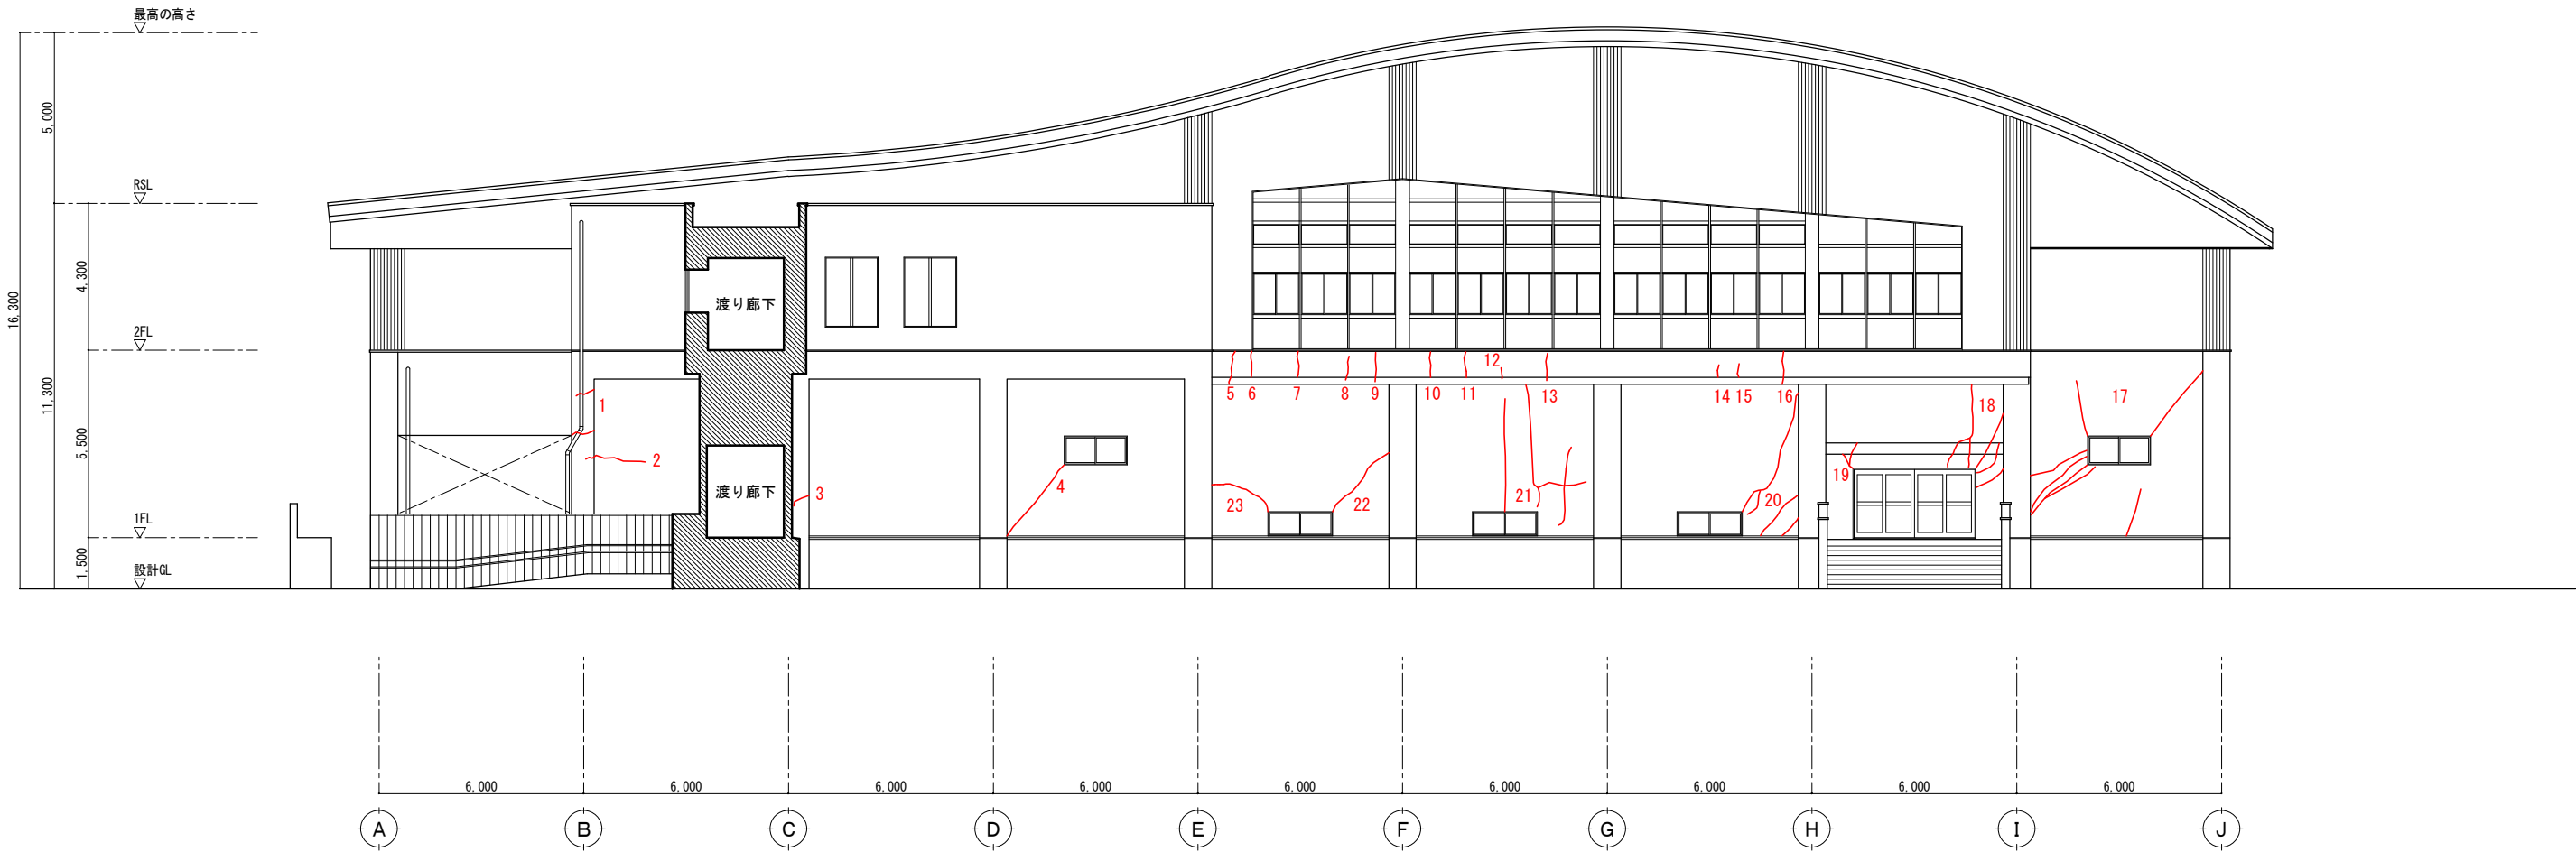 最高の高さ
5,000
RSL
16,300
4,300
渡り廊下
2FL
11,300
5 6 7 8 9 10 11 12 13 14 15 16 17
1 18
5,500
2 4 19
渡り廊下 3 23 22 21 20
1FL
1,500
設計GL
6,000 6,000 6,000 6,000 6,000 6,000 6,000 6,000 6,000
A B C D E F G H I J